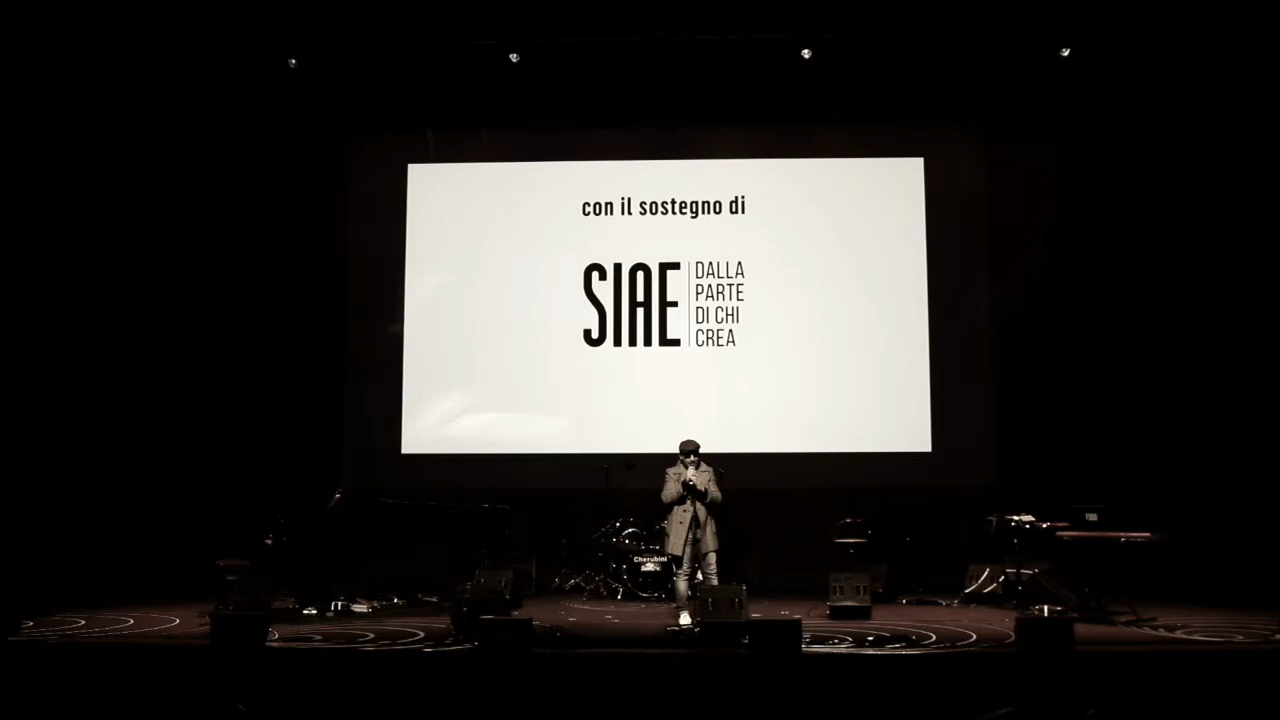 con il sostegno di
SIAE
DALLA
PARTE
DI CHI
CREA
Cherubini